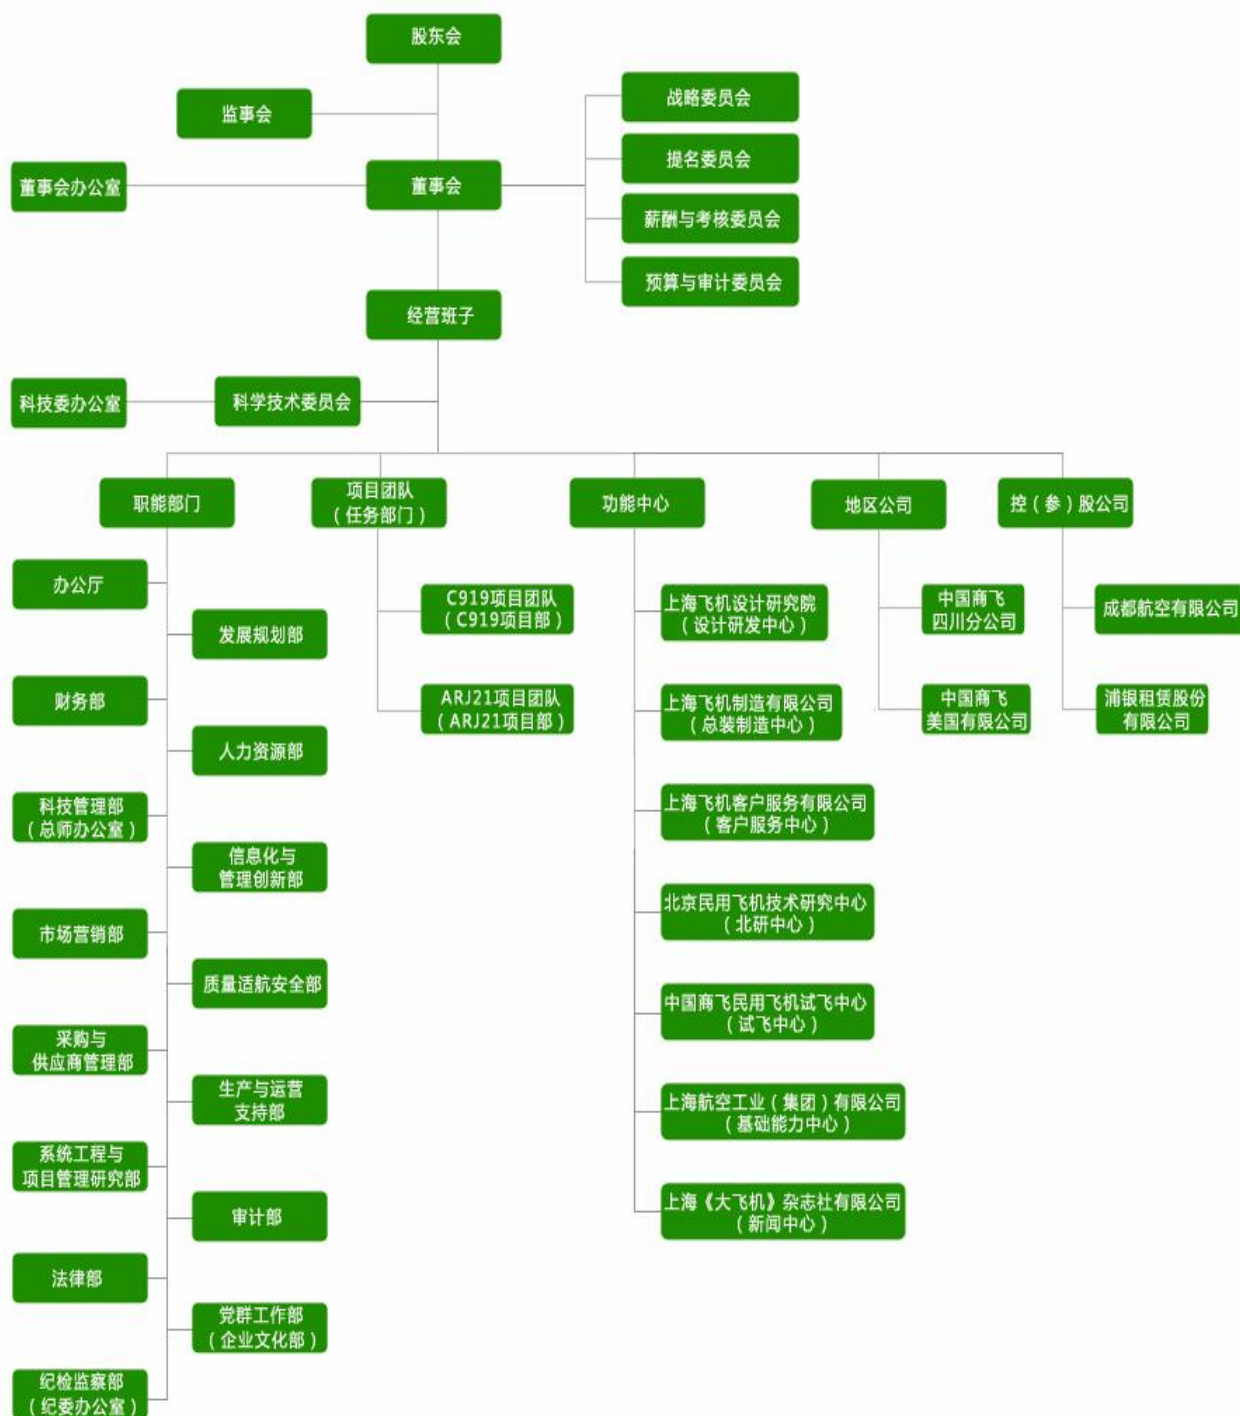 股东会
监事会
战略委员会
提名委员会
董事会办公室
董事会
薪酬与考核委员会
预算与审计委员会
经营班子
科技委办公室
科学技术委员会
职能部门
项目团队
（任务部门）
功能中心
地区公司
控（参）股公司
办公厅
发展规划部
财务部
人力资源部
科技管理部
（总师办公室）
信息化与
管理创新部
市场营销部
质量适航安全部
采购与
供应商管理部
生产与运营
支持部
系统工程与
项目管理研究部
审计部
法律部
党群工作部
（企业文化部）
纪检监察部
（纪委办公室）
C919项目团队
（C919项目部）
ARJ21项目团队
（ARJ21项目部）
上海飞机设计研究院
（设计研发中心）
上海飞机制造有限公司
（总装制造中心）
上海飞机客户服务有限公司
（客户服务中心）
北京民用飞机技术研究中心
（北研中心）
中国商飞民用飞机试飞中心
（试飞中心）
上海航空工业（集团）有限公司
（基础能力中心）
上海《大飞机》杂志社有限公司
（新闻中心）
中国商飞
四川分公司
中国商飞
美国有限公司
成都航空有限公司
浦银租赁股份
有限公司